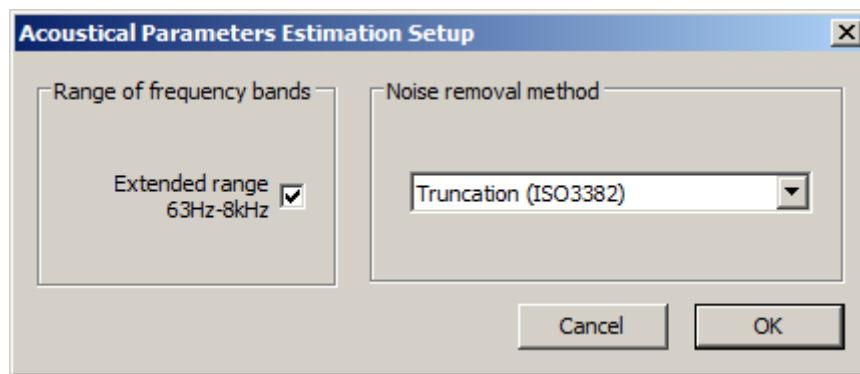 Acoustical Parameters Estimation Setup
Range of frequency bands
Extended range
63Hz-8kHz
Noise removal method
Truncation (ISO3382)
Cancel
OK